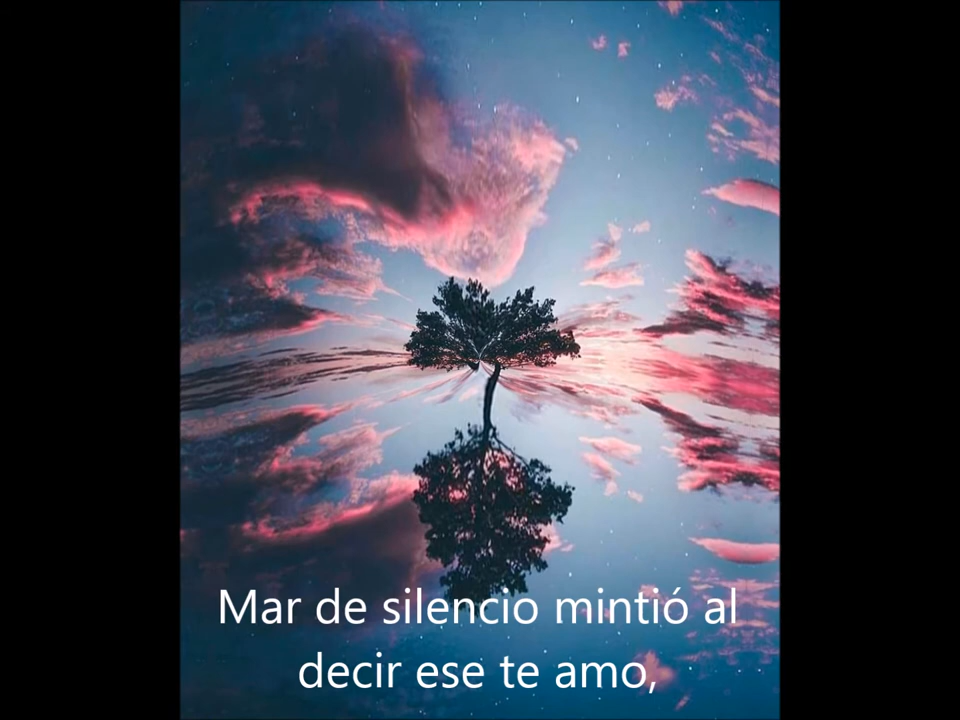 Mar de silencio mintió al
decir ese te amo,